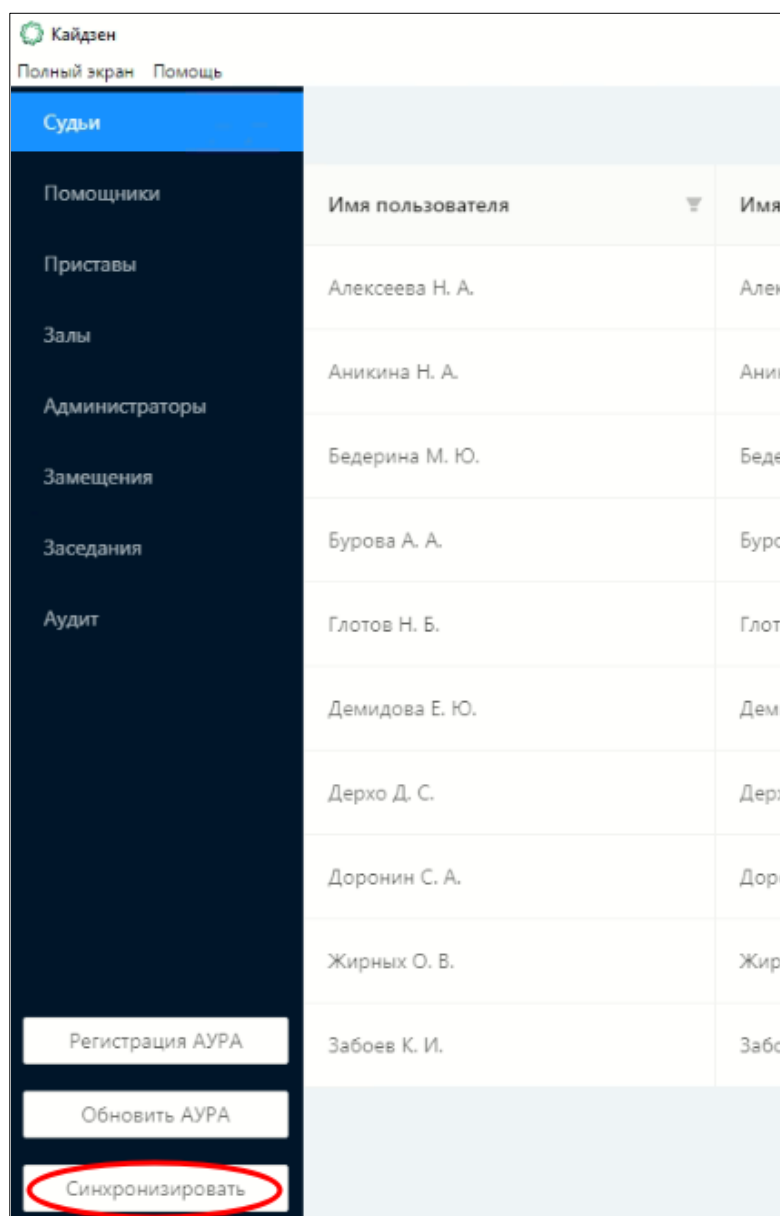 Кайдзен
Полный экран Помощь
Судьи
Помощники
Приставы
Залы
Администраторы
Замещения
Заседания
Аудит
Регистрация АУРА
Обновить АУРА
Синхронизировать
Имя пользователя Имя
Алексеева Н. А.
Аникина Н. А.
Бедерина М. Ю.
Бурова А. А.
Глотов Н. Б.
Демидова Е. Ю.
Дерхо Д. С.
Доронин С. А.
Жирных О. В.
Забоев К. И.